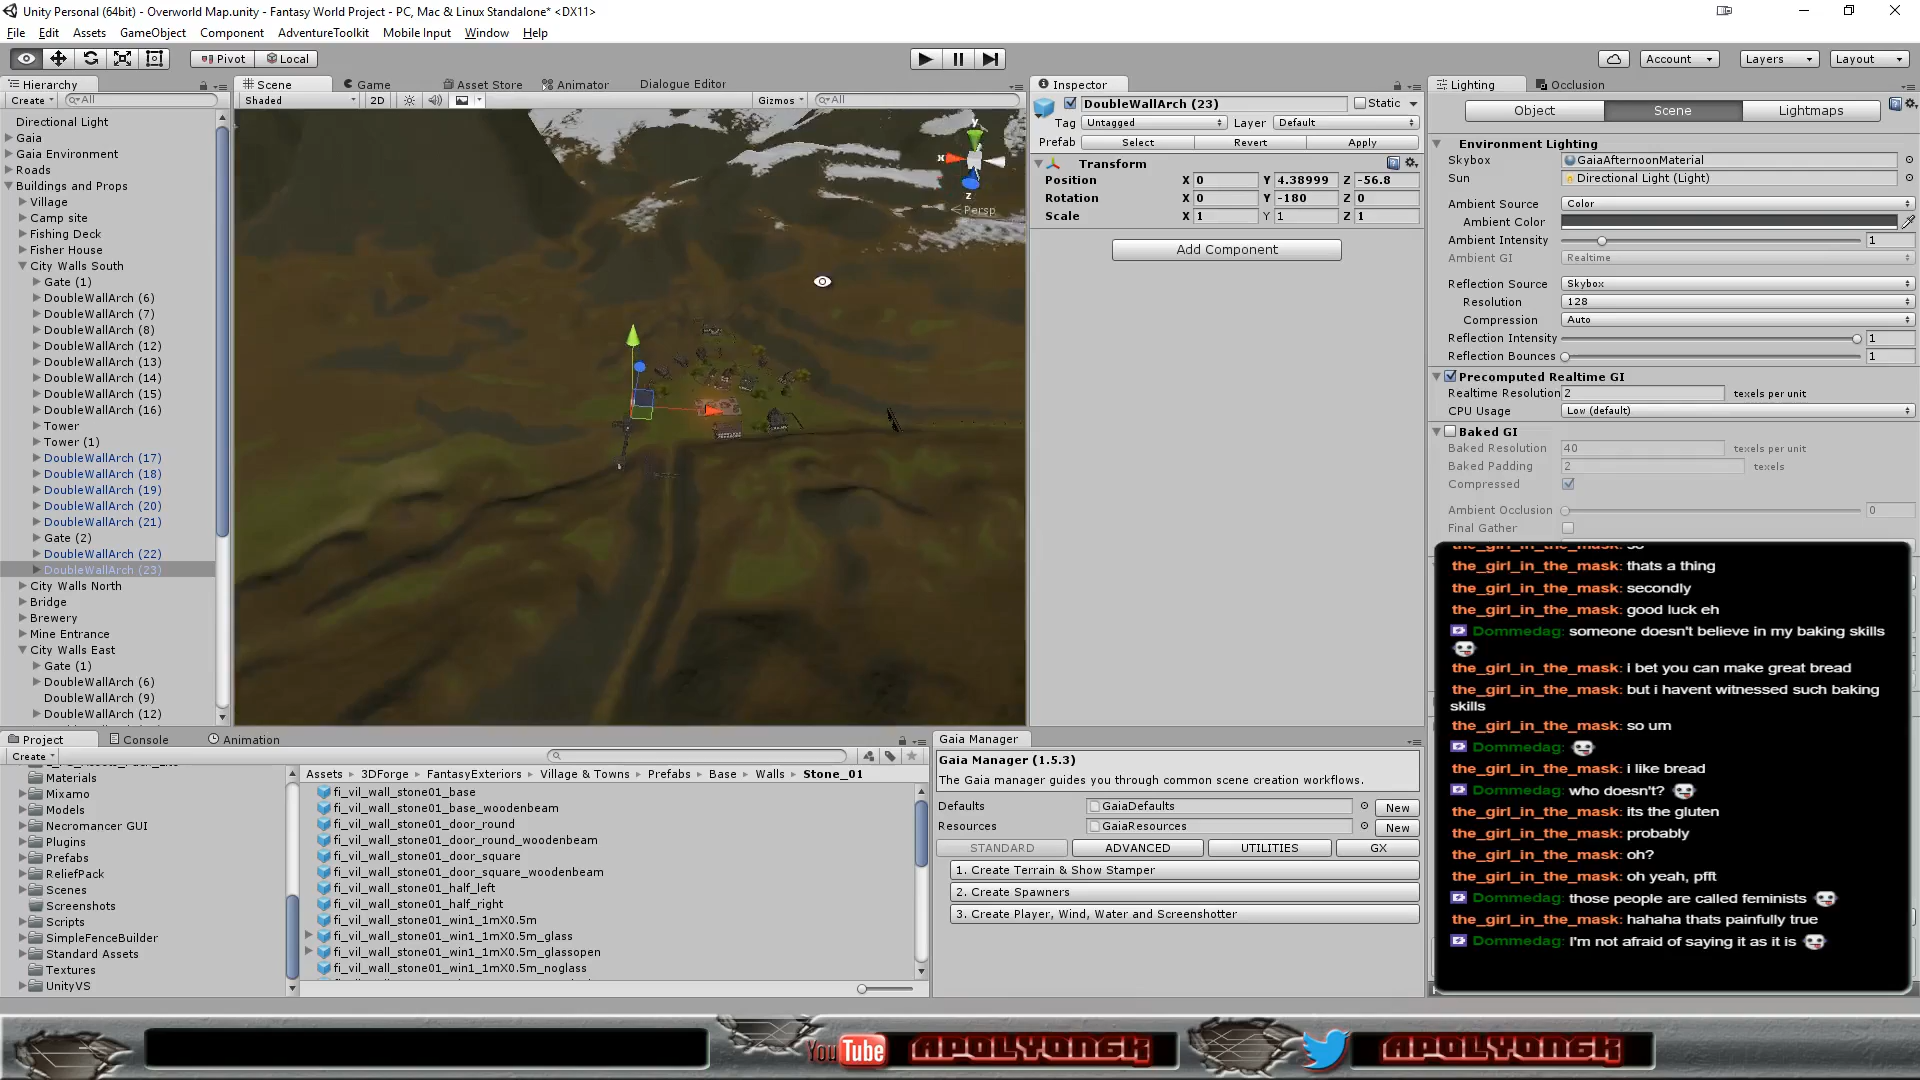 Unity Personal (64bit) - Overworld Map.unity - Fantasy World Project - PC, Mac & Linux Standalone* <DX11>
File Edit Assets GameObject Component AdventureToolkit Mobile Input Window Help
Pivot Local Account Layers Layout
Hierarchy
Create All
Directional Light
Gaia
Gaia Environment
Roads
Buildings and Props
Village
Camp site
Fishing Deck
Fisher House
City Walls South
Gate (1)
DoubleWallArch (6)
DoubleWallArch (7)
DoubleWallArch (8)
DoubleWallArch (12)
DoubleWallArch (13)
DoubleWallArch (14)
DoubleWallArch (15)
DoubleWallArch (16)
Tower
Tower (1)
DoubleWallArch (17)
DoubleWallArch (18)
DoubleWallArch (19)
DoubleWallArch (20)
DoubleWallArch (21)
Gate (2)
DoubleWallArch (22)
DoubleWallArch (23)
City Walls North
Bridge
Brewery
Mine Entrance
City Walls East
Gate (1)
DoubleWallArch (6)
DoubleWallArch (9)
DoubleWallArch (12)
Scene Game Asset Store Animator Dialogue Editor
Shaded 2D Gizmos All
y
x
z
Persp
Inspector
DoubleWallArch (23) Static
Tag Untagged Layer Default
Prefab Select Revert Apply
Transform
Position X 0 Y 4.38999 Z -56.8
Rotation X 0 Y -180 Z 0
Scale X 1 Y 1 Z 1
Add Component
Lighting Occlusion
Object Scene Lightmaps
Environment Lighting
Skybox GaiaAfternoonMaterial
Sun Directional Light (Light)
Ambient Source Color
Ambient Color
Ambient Intensity 1
Ambient GI Realtime
Reflection Source Skybox
Resolution 128
Compression Auto
Reflection Intensity 1
Reflection Bounces 1
Precomputed Realtime GI
Realtime Resolution 2 texels per unit
CPU Usage Low (default)
Baked GI
Baked Resolution 40 texels per unit
Baked Padding 2 texels
Compressed
Ambient Occlusion 0
Final Gather
the_girl_in_the_mask: so
the_girl_in_the_mask: thats a thing
the_girl_in_the_mask: secondly
the_girl_in_the_mask: good luck eh
Dommedag: someone doesn't believe in my baking skills
the_girl_in_the_mask: i bet you can make great bread
the_girl_in_the_mask: but i havent witnessed such baking
skills
the_girl_in_the_mask: so um
Dommedag:
the_girl_in_the_mask: i like bread
Dommedag: who doesn't?
the_girl_in_the_mask: its the gluten
the_girl_in_the_mask: probably
the_girl_in_the_mask: oh?
the_girl_in_the_mask: oh yeah, pfft
Dommedag: those people are called feminists
the_girl_in_the_mask: hahaha thats painfully true
Dommedag: I'm not afraid of saying it as it is
Project Console Animation
Create
Materials
Mixamo
Models
Necromancer GUI
Plugins
Prefabs
ReliefPack
Scenes
Screenshots
Scripts
SimpleFenceBuilder
Standard Assets
Textures
UnityVS
Assets 3DForge FantasyExteriors Village & Towns Prefabs Base Walls Stone_01
fi_vil_wall_stone01_base
fi_vil_wall_stone01_base_woodenbeam
fi_vil_wall_stone01_door_round
fi_vil_wall_stone01_door_round_woodenbeam
fi_vil_wall_stone01_door_square
fi_vil_wall_stone01_door_square_woodenbeam
fi_vil_wall_stone01_half_left
fi_vil_wall_stone01_half_right
fi_vil_wall_stone01_win1_1mX0.5m
fi_vil_wall_stone01_win1_1mX0.5m_glass
fi_vil_wall_stone01_win1_1mX0.5m_glassopen
fi_vil_wall_stone01_win1_1mX0.5m_noglass
Gaia Manager
Gaia Manager (1.5.3)
The Gaia manager guides you through common scene creation workflows.
Defaults GaiaDefaults New
Resources GaiaResources New
STANDARD ADVANCED UTILITIES GX
1. Create Terrain & Show Stamper
2. Create Spawners
3. Create Player, Wind, Water and Screenshotter
YouTube APOLYONGK APOLYONGK